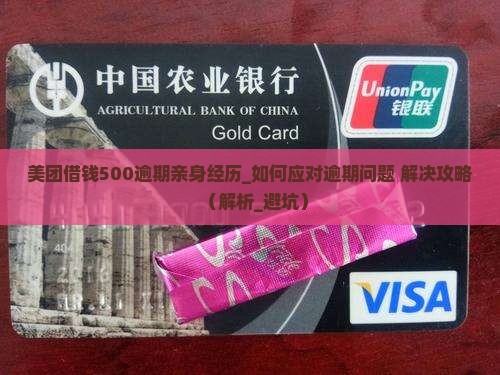 中国农业银行
AGRICULTURAL BANK OF CHINA
Gold Card
UnionPay
银联
美团借钱500逾期亲身经历_如何应对逾期问题 解决攻略
（解析_避坑）
VISA